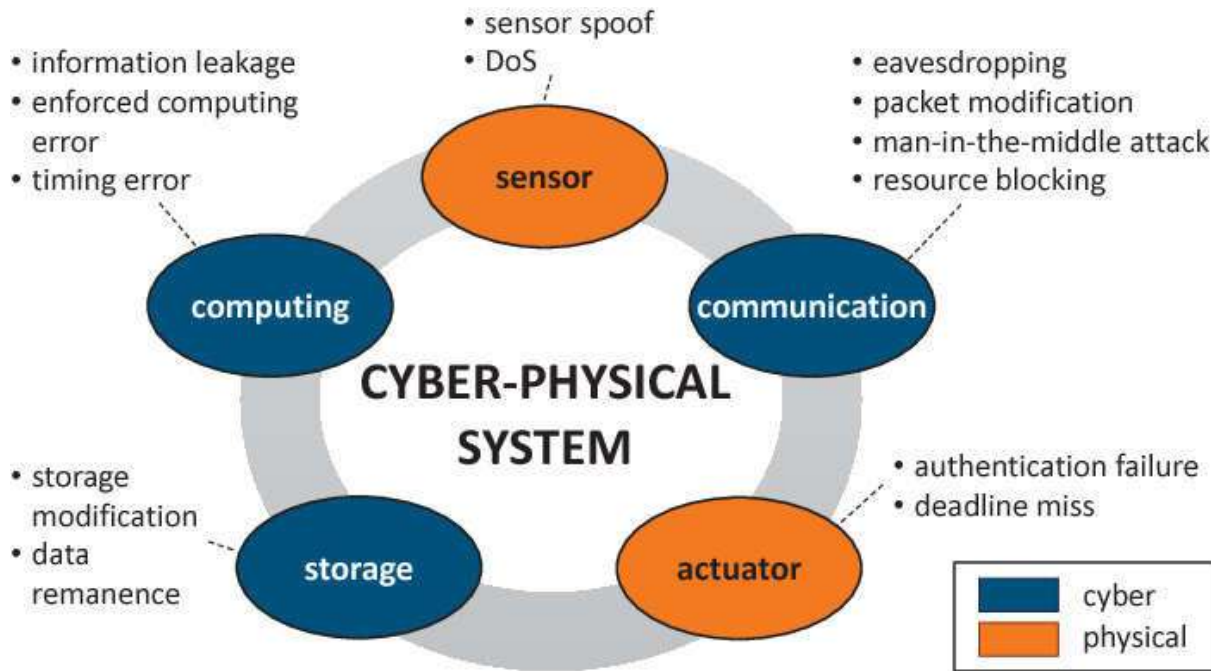 • sensor spoof
• DoS
• information leakage
• enforced computing
error
• timing error
• eavesdropping
• packet modification
• man-in-the-middle attack
• resource blocking
sensor
computing
communication
CYBER-PHYSICAL
SYSTEM
• storage
modification
• data
remanence
• authentication failure
• deadline miss
storage
actuator
cyber
physical